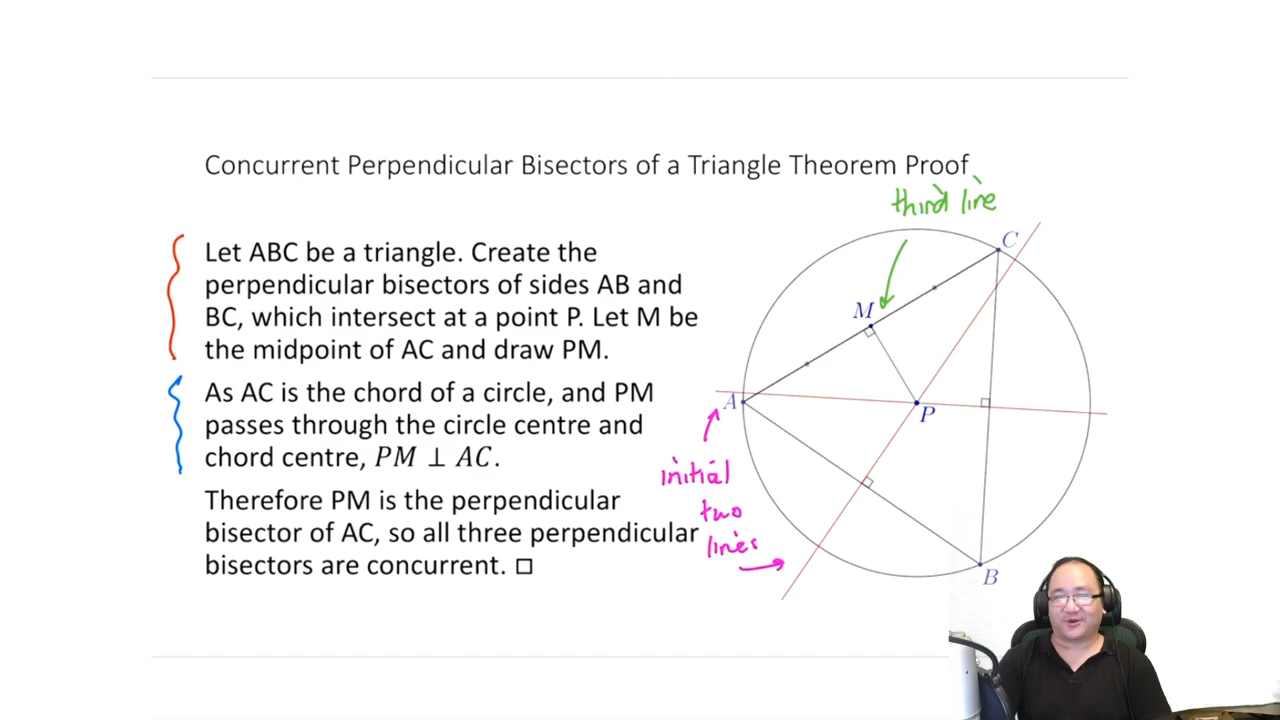 Concurrent Perpendicular Bisectors of a Triangle Theorem Proof
third line
Let ABC be a triangle. Create the
perpendicular bisectors of sides AB and
BC, which intersect at a point P. Let M be
the midpoint of AC and draw PM.
As AC is the chord of a circle, and PM
passes through the circle centre and
chord centre, PM ⊥ AC.
Therefore PM is the perpendicular
bisector of AC, so all three perpendicular
bisectors are concurrent. □
initial
two
lines
C
M
A
P
B